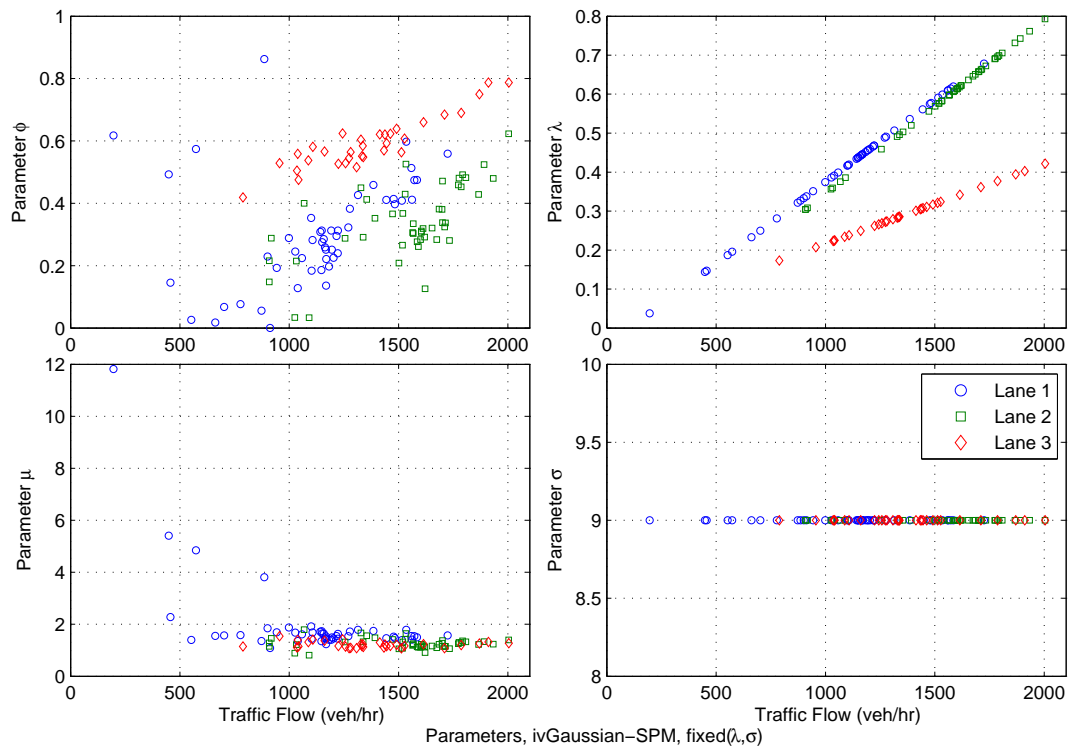 1
0.8
0.6
0.4
0.2
0
Parameter ϕ
0 500 1000 1500 2000
0.8
0.7
0.6
0.5
0.4
0.3
0.2
0.1
0
Parameter λ
0 500 1000 1500 2000
12
10
8
6
4
2
0
Parameter μ
0 500 1000 1500 2000
Traffic Flow (veh/hr)
10
9.5
9
8.5
8
Parameter σ
Lane 1
Lane 2
Lane 3
0 500 1000 1500 2000
Traffic Flow (veh/hr)
Parameters, ivGaussian−SPM, fixed(λ,σ)